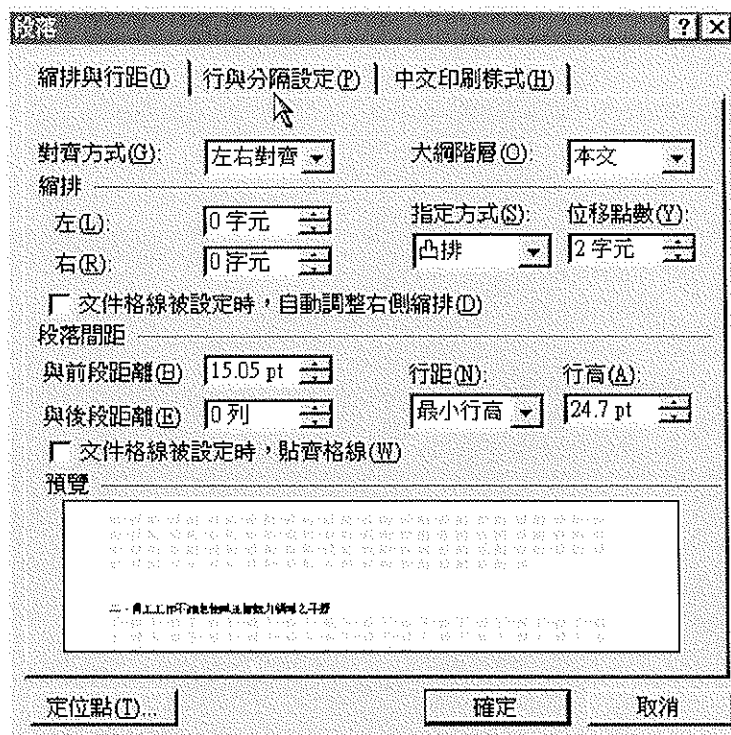 段落
縮排與行距(I) 行與分隔設定(P) 中文印刷樣式(H)
對齊方式(G): 左右對齊 大綱階層(O): 本文
縮排
左(L): 0 字元 指定方式(S): 位移點數(Y):
右(R): 0 字元 凸排 2 字元
文件格線被設定時，自動調整右側縮排(D)
段落間距
與前段距離(B) 15.05 pt 行距(N): 行高(A):
與後段距離(E) 0 列 最小行高 24.7 pt
文件格線被設定時，貼齊格線(W)
預覽
定位點(T)... 確定 取消